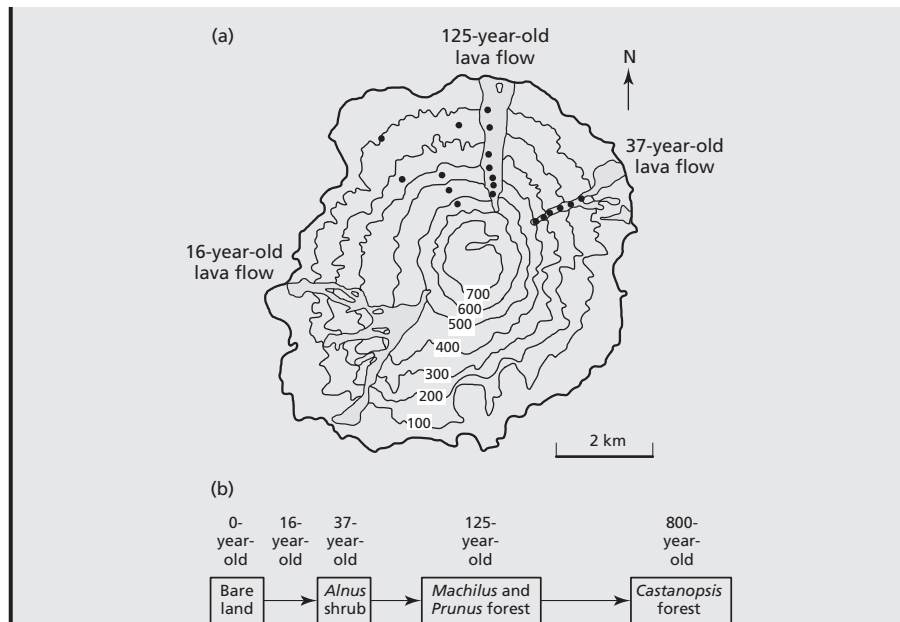 (a)
125-year-old
lava flow
N
37-year-old
lava flow
16-year-old
lava flow
700
600
500
400
300
200
100
2 km
(b)
0-
year-
old
16-
year-
old
37-
year-
old
125-
year-
old
800-
year-
old
Bare
land
Alnus
shrub
Machilus and
Prunus forest
Castanopsis
forest